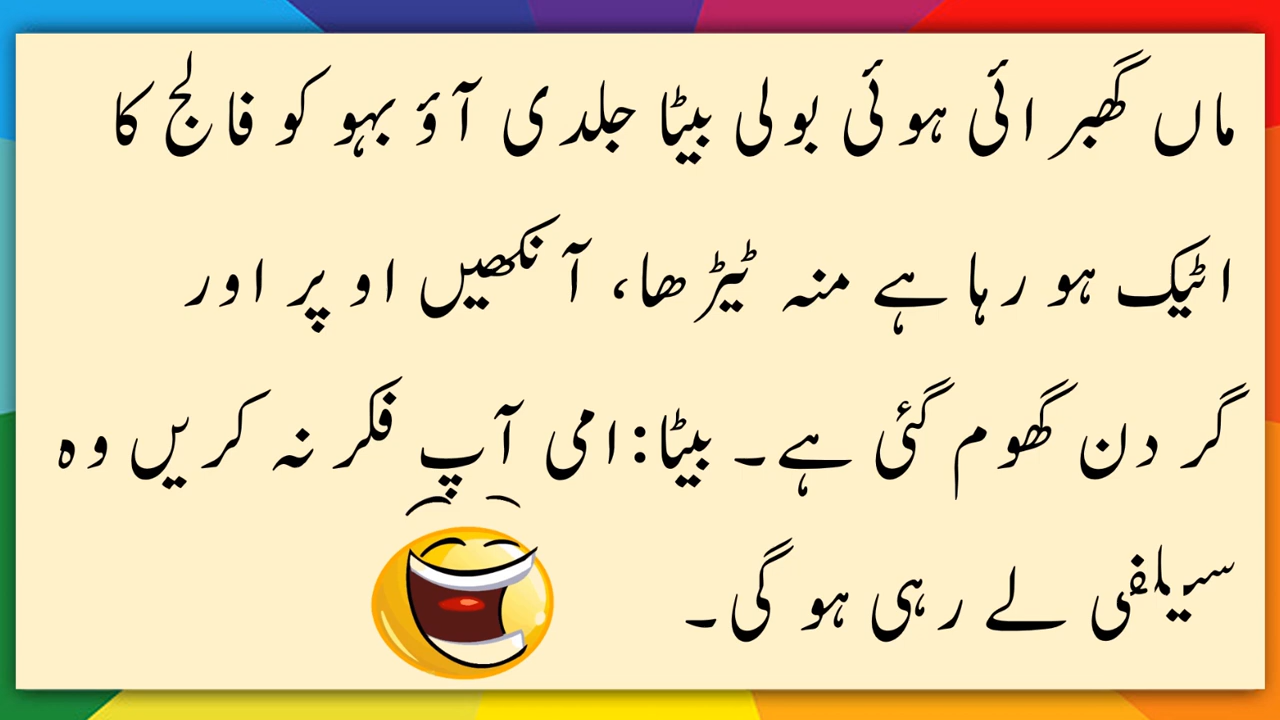 ماں گھبرائی ہوئی بولی بیٹا جلدی آؤ بہو کو فالج کا
اٹیک ہو رہا ہے منہ ٹیڑھا، آنکھیں اوپر اور
گردن گھوم گئی ہے۔ بیٹا:امی آپ فکر نہ کریں وہ
سیلفی لے رہی ہو گی۔